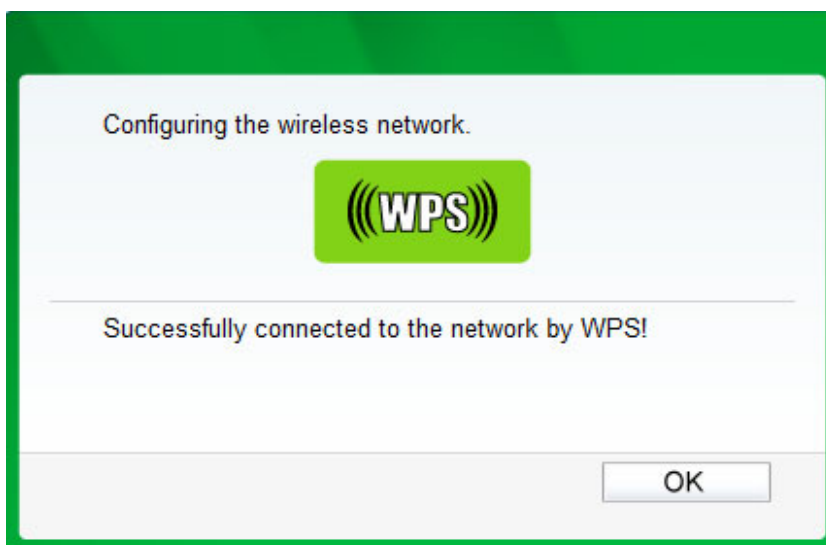 Configuring the wireless network.
WPS
Successfully connected to the network by WPS!
OK